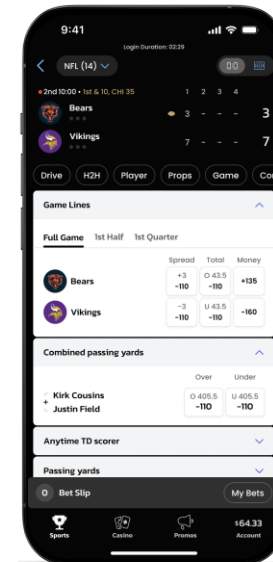 9:41
Login Duration: 02:29
NFL (14)
2nd 10:00 • 1st & 10, CHI 35 1 2 3 4
Bears 3 - - - 3
Vikings 7 - - - 7
Drive H2H Player Props Game Co
Game Lines
Full Game 1st Half 1st Quarter
Spread Total Money
+3 O 43.5
Bears +135
-110 -110
-3 U 43.5
Vikings -160
-110 -110
Combined passing yards
Over Under
Kirk Cousins O 405.5 U 405.5
+
Justin Field -110 -110
Anytime TD scorer
Passing yards
0 Bet Slip My Bets
$64.33
Sports Casino Promos Account